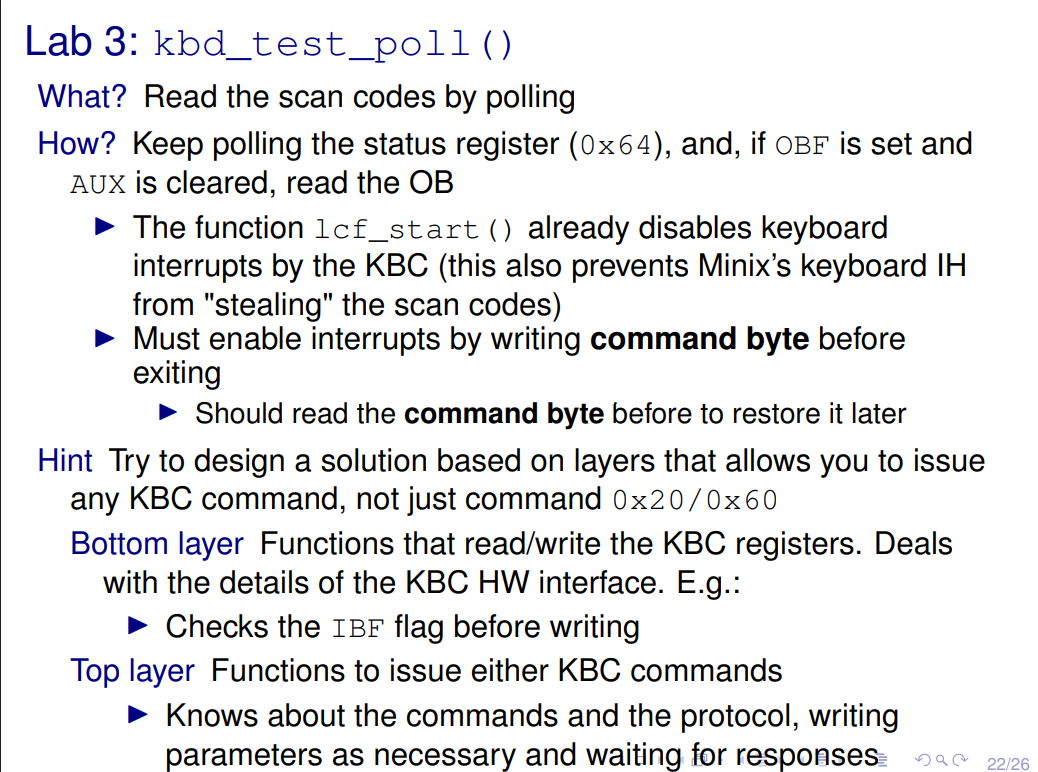 Lab 3: kbd_test_poll()
What? Read the scan codes by polling
How? Keep polling the status register (0x64), and, if OBF is set and
AUX is cleared, read the OB
▶ The function lcf_start() already disables keyboard
interrupts by the KBC (this also prevents Minix's keyboard IH
from "stealing" the scan codes)
▶ Must enable interrupts by writing command byte before
exiting
▶ Should read the command byte before to restore it later
Hint Try to design a solution based on layers that allows you to issue
any KBC command, not just command 0x20/0x60
Bottom layer Functions that read/write the KBC registers. Deals
with the details of the KBC HW interface. E.g.:
▶ Checks the IBF flag before writing
Top layer Functions to issue either KBC commands
▶ Knows about the commands and the protocol, writing
parameters as necessary and waiting for responses
22/26